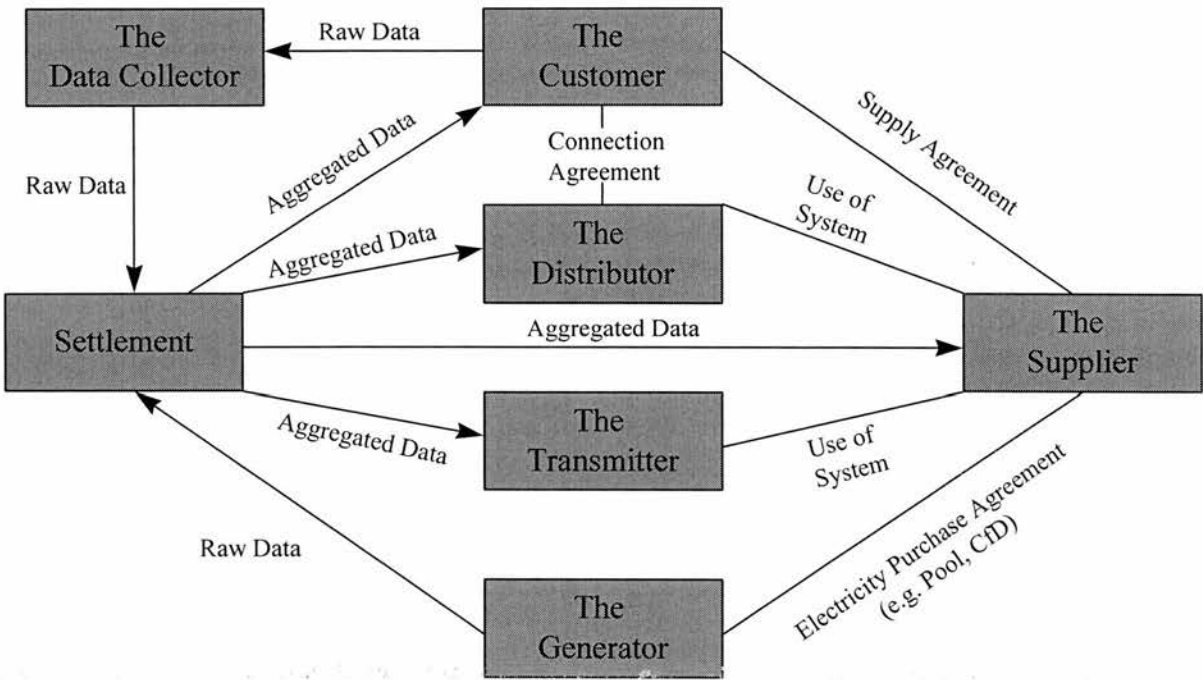 The
Data Collector
Raw Data
The
Customer
Supply Agreement
Raw Data
Aggregated Data
Connection
Agreement
Use of
System
Aggregated Data
The
Distributor
Settlement
Aggregated Data
The
Supplier
Aggregated Data
The
Transmitter
Use of
System
Raw Data
Electricity Purchase Agreement
(e.g. Pool, CfD)
The
Generator